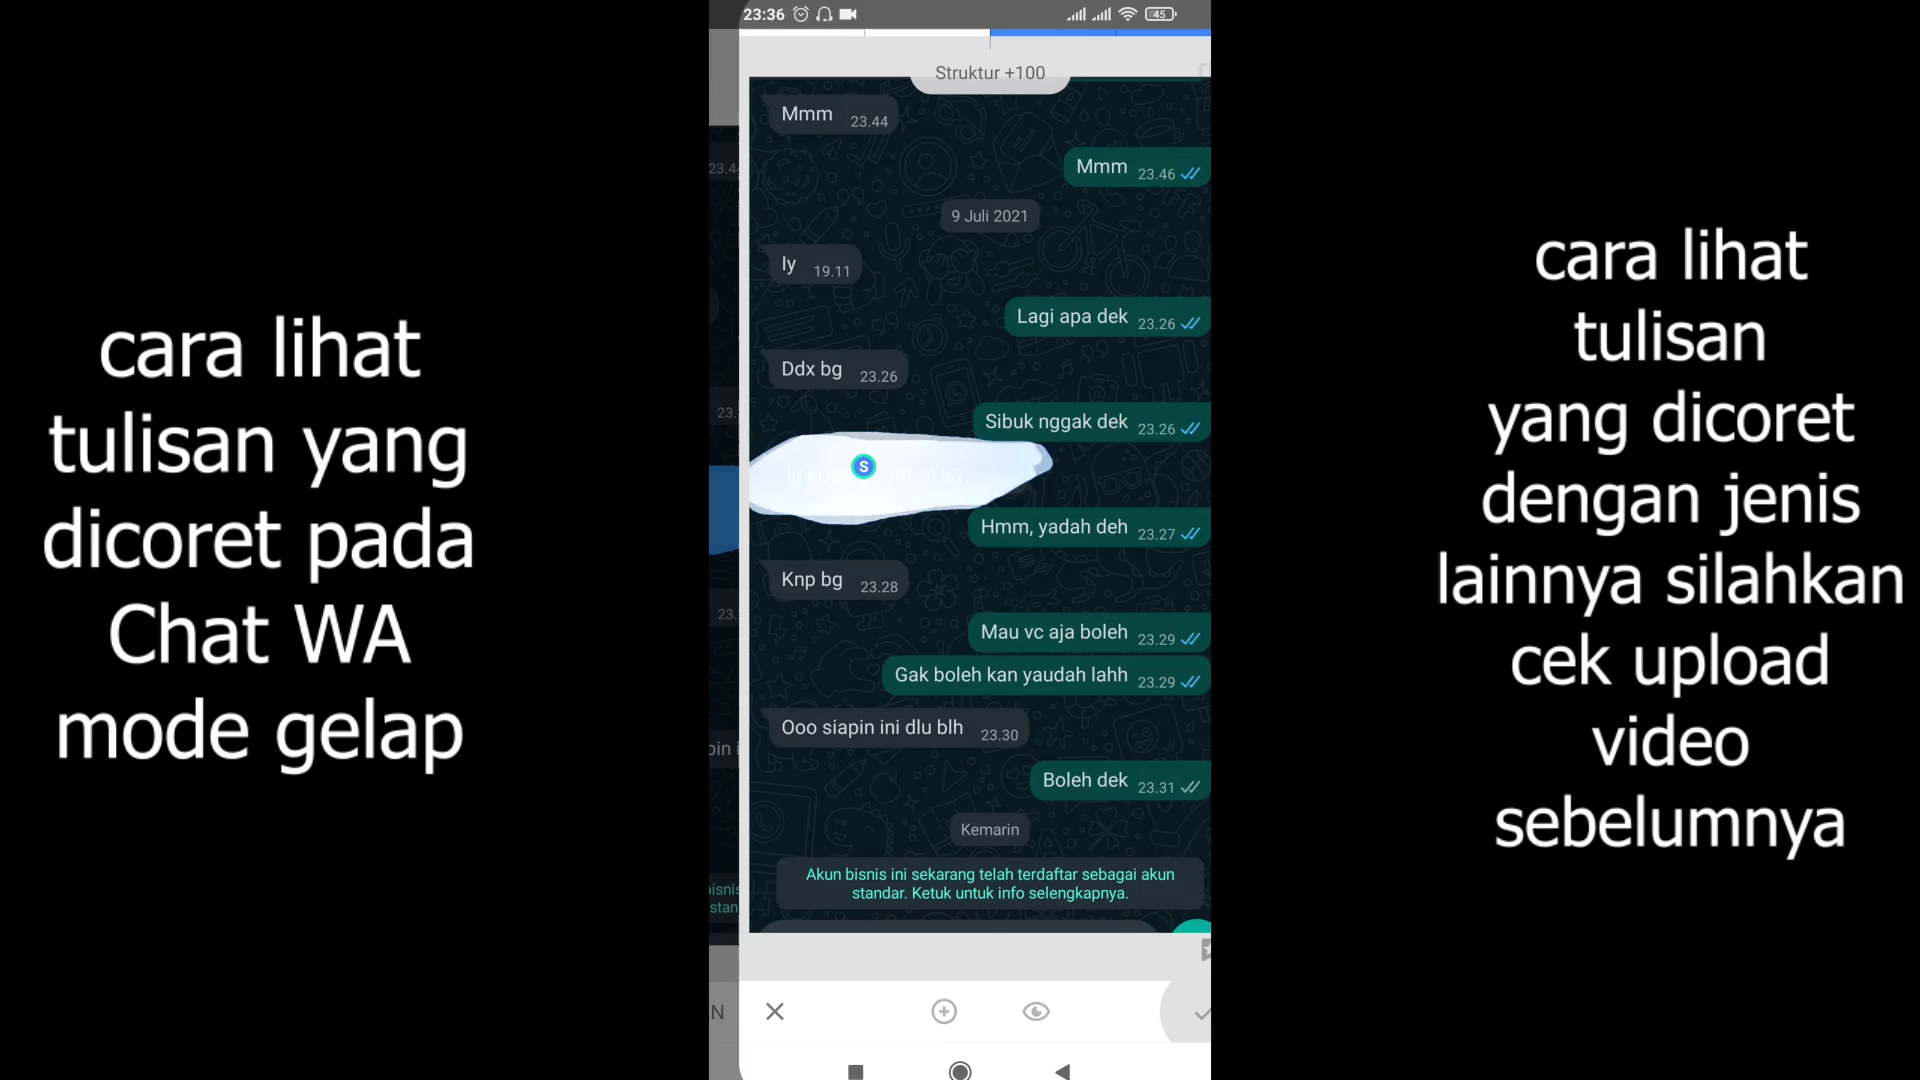 cara lihat
tulisan yang
dicoret pada
Chat WA
mode gelap
23:36
45
Struktur +100
Mmm 23.44
Mmm 23.46
9 Juli 2021
Iy 19.11
Lagi apa dek 23.26
Ddx bg 23.26
Sibuk nggak dek 23.26
S
Hmm, yadah deh 23.27
Knp bg 23.28
Mau vc aja boleh 23.29
Gak boleh kan yaudah lahh 23.29
Ooo siapin ini dlu blh 23.30
Boleh dek 23.31
Kemarin
Akun bisnis ini sekarang telah terdaftar sebagai akun
standar. Ketuk untuk info selengkapnya.
cara lihat
tulisan
yang dicoret
dengan jenis
lainnya silahkan
cek upload
video
sebelumnya